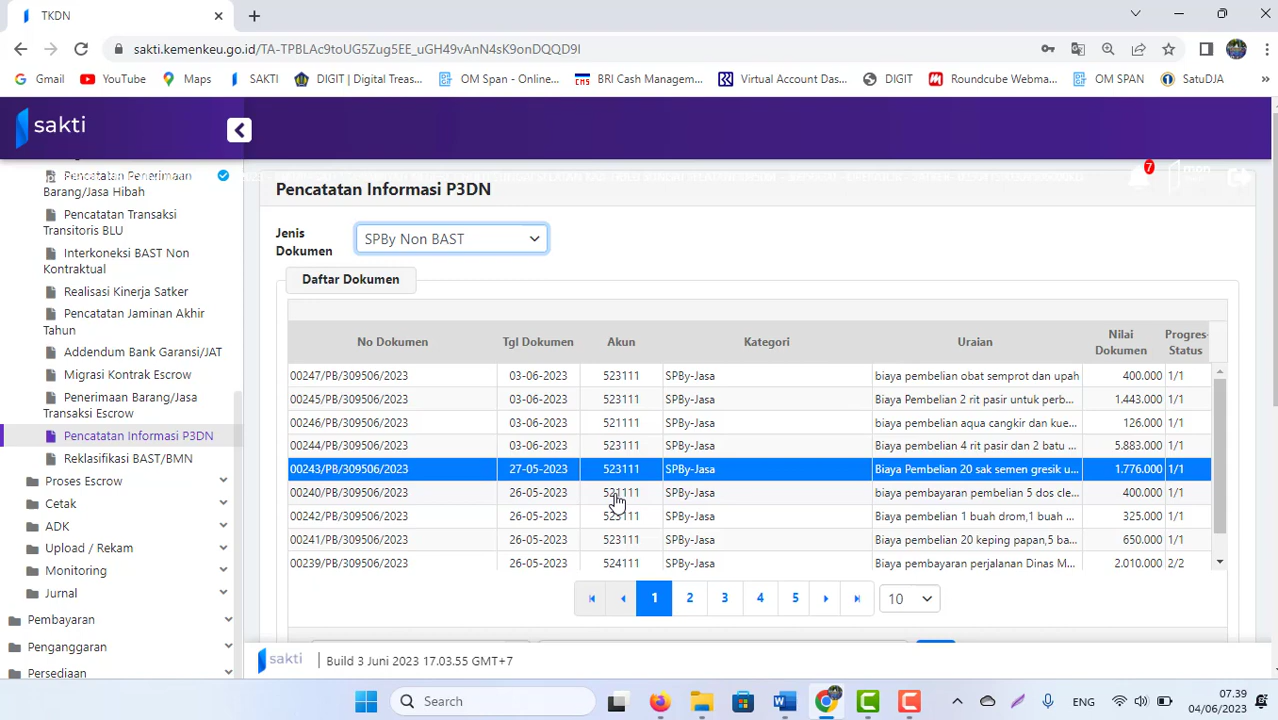 TKDN
sakti.kemenkeu.go.id/TA-TPBLAc9toUG5Zug5EE_uGH49vAnN4sK9onDQQD9I
Gmail YouTube Maps SAKTI DIGIT | Digital Treas... OM Span - Online... BRI Cash Managem... Virtual Account Das... DIGIT Roundcube Webma... OM SPAN SatuDJA »
sakti
Pencatatan Penerimaan
Barang/Jasa Hibah
Pencatatan Transaksi
Transitoris BLU
Interkoneksi BAST Non
Kontraktual
Realisasi Kinerja Satker
Pencatatan Jaminan Akhir
Tahun
Addendum Bank Garansi/JAT
Migrasi Kontrak Escrow
Penerimaan Barang/Jasa
Transaksi Escrow
Pencatatan Informasi P3DN
Reklasifikasi BAST/BMN
Proses Escrow
Cetak
ADK
Upload / Rekam
Monitoring
Jurnal
Pembayaran
Penganggaran
Persediaan
7
Pencatatan Informasi P3DN
Jenis
Dokumen
SPBy Non BAST
Daftar Dokumen
No Dokumen Tgl Dokumen Akun Kategori Uraian Nilai Dokumen Progres Status
00247/PB/309506/2023 03-06-2023 523111 SPBy-Jasa biaya pembelian obat semprot dan upah 400.000 1/1
00245/PB/309506/2023 03-06-2023 523111 SPBy-Jasa Biaya Pembelian 2 rit pasir untuk perb... 1.443.000 1/1
00246/PB/309506/2023 03-06-2023 521111 SPBy-Jasa biaya pembelian aqua cangkir dan kue... 126.000 1/1
00244/PB/309506/2023 03-06-2023 523111 SPBy-Jasa Biaya pembelian 4 rit pasir dan 2 batu ... 5.883.000 1/1
00243/PB/309506/2023 27-05-2023 523111 SPBy-Jasa Biaya Pembelian 20 sak semen gresik u... 1.776.000 1/1
00240/PB/309506/2023 26-05-2023 521111 SPBy-Jasa biaya pembayaran pembelian 5 dos cle... 400.000 1/1
00242/PB/309506/2023 26-05-2023 523111 SPBy-Jasa Biaya pembelian 1 buah drom,1 buah ... 325.000 1/1
00241/PB/309506/2023 26-05-2023 523111 SPBy-Jasa Biaya pembelian 20 keping papan,5 ba... 650.000 1/1
00239/PB/309506/2023 26-05-2023 524111 SPBy-Jasa Biaya pembayaran perjalanan Dinas M... 2.010.000 2/2
1 2 3 4 5 10
sakti | Build 3 Juni 2023 17.03.55 GMT+7
Search
ENG
07.39
04/06/2023